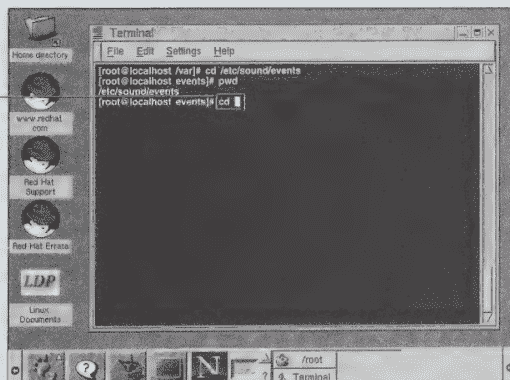 Terminal
File Edit Settings Help
[root@localhost /var]# cd /etc/sound/events
[root@localhost events]# pwd
/etc/sound/events
[root@localhost events]# cd
Home directory
www.redhat
com
Red Hat
Support
Red Hat Errata
LDP
Linux
Documents
N
?
/root
Terminal